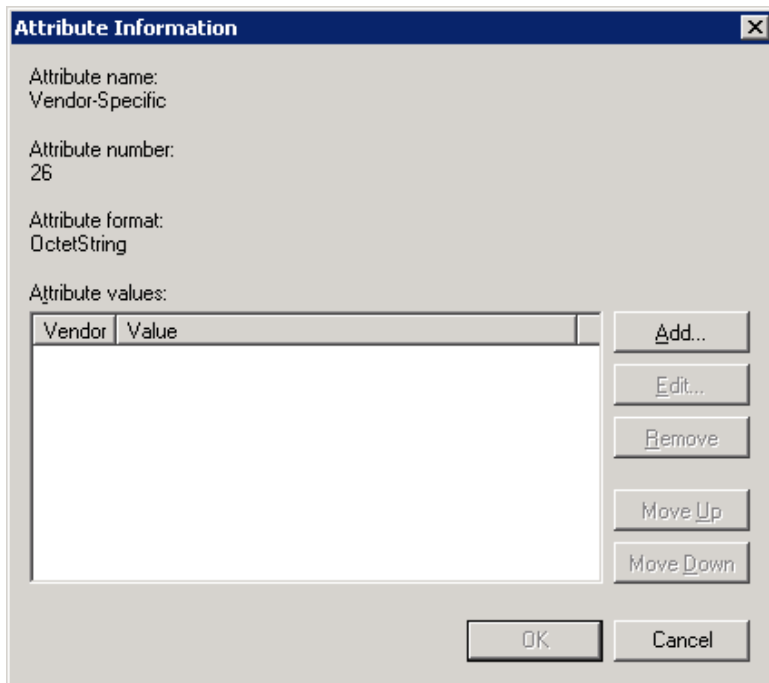 Attribute Information
Attribute name:
Vendor-Specific
Attribute number:
26
Attribute format:
OctetString
Attribute values:
Vendor Value
Add...
Edit...
Remove
Move Up
Move Down
OK Cancel